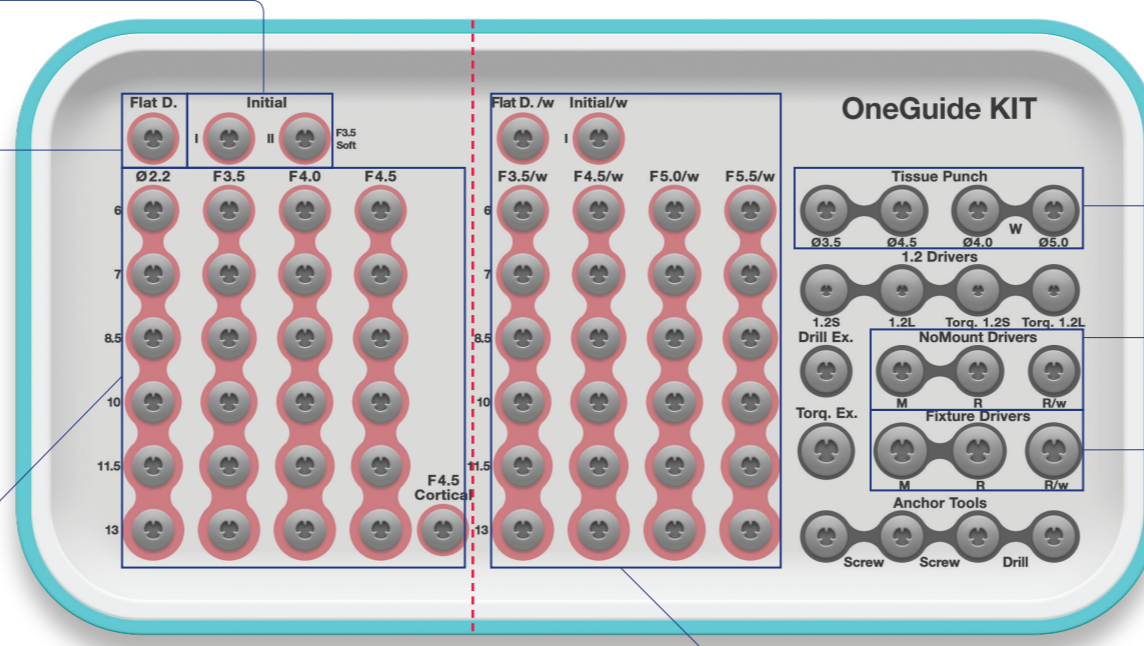 Flat D. Initial
I II F3.5
Soft
Ø2.2 F3.5 F4.0 F4.5
6
7
8.5
10
11.5
F4.5
Cortical
13
Flat D. /w Initial/w
I
F3.5/w F4.5/w F5.0/w F5.5/w
6
7
8.5
10
11.5
13
OneGuide KIT
Tissue Punch
W
Ø3.5 Ø4.5 Ø4.0 Ø5.0
1.2 Drivers
1.2S 1.2L Torq. 1.2S Torq. 1.2L
Drill Ex. NoMount Drivers
M R R/w
Torq. Ex. Fixture Drivers
M R R/w
Anchor Tools
Screw Screw Drill